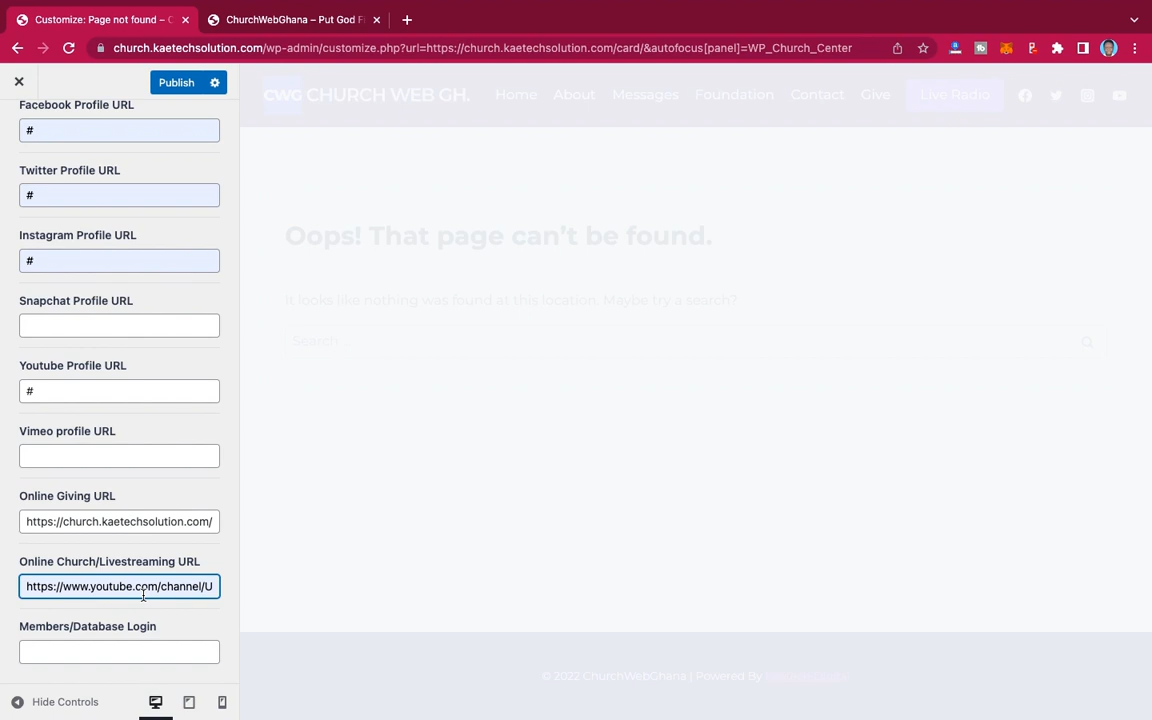 Customize: Page not found – C
ChurchWebGhana – Put God Fi
church.kaetechsolution.com/wp-admin/customize.php?url=https://church.kaetechsolution.com/card/&autofocus[panel]=WP_Church_Center
Publish
CWG CHURCH WEB GH.
Home About Messages Foundation Contact Give Live Radio
Facebook Profile URL
#
Twitter Profile URL
#
Instagram Profile URL
#
Snapchat Profile URL
Youtube Profile URL
#
Vimeo profile URL
Online Giving URL
https://church.kaetechsolution.com/
Online Church/Livestreaming URL
https://www.youtube.com/channel/U
Members/Database Login
Hide Controls
Oops! That page can’t be found.
It looks like nothing was found at this location. Maybe try a search?
Search ...
© 2022 ChurchWebGhana | Powered By